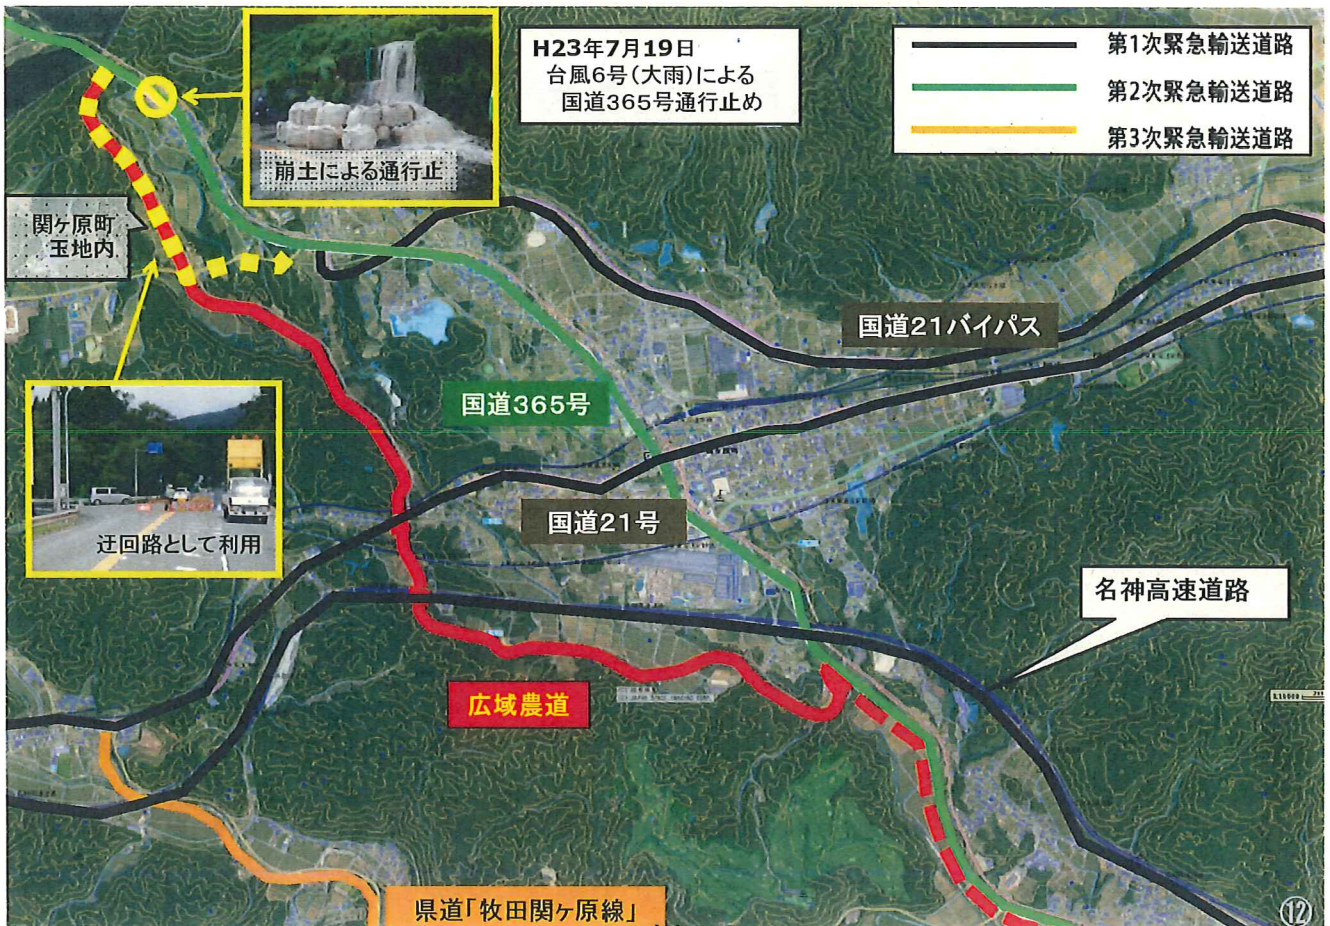 H23年7月19日
台風6号(大雨)による
国道365号通行止め
第1次緊急輸送道路
第2次緊急輸送道路
第3次緊急輸送道路
崩土による通行止
関ヶ原町
玉地内
国道21バイパス
国道365号
国道21号
迂回路として利用
名神高速道路
広域農道
県道「牧田関ヶ原線」
⑫